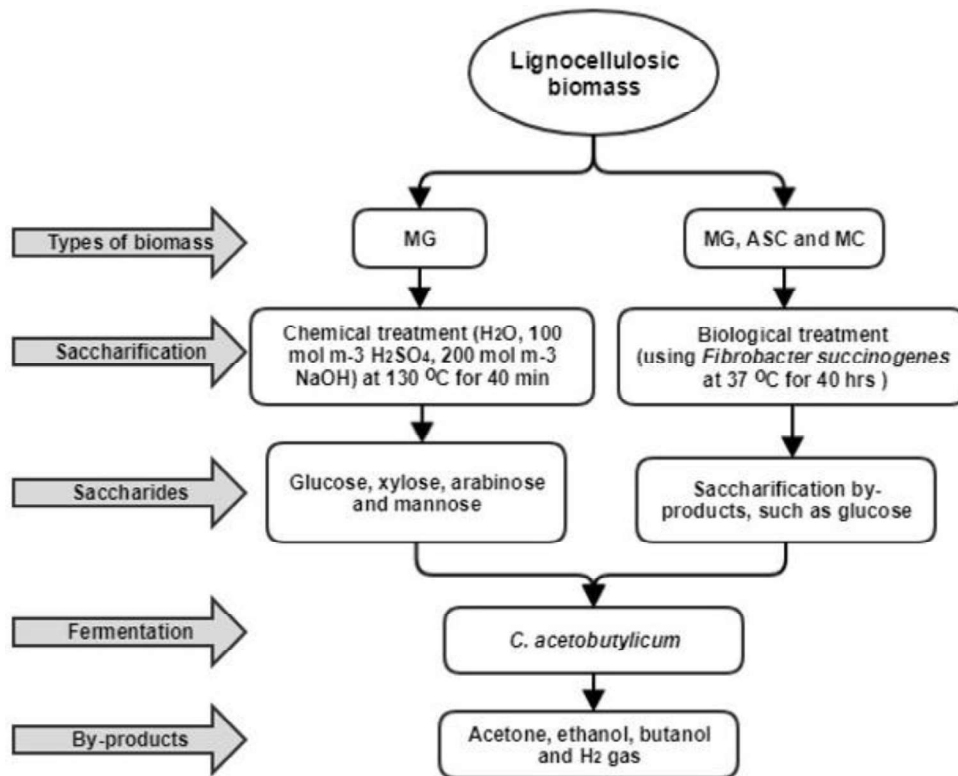 Lignocellulosic
biomass
Types of biomass
MG
MG, ASC and MC
Saccharification
Chemical treatment (H₂O, 100
mol m-3 H₂SO₄, 200 mol m-3
NaOH) at 130 ⁰C for 40 min
Biological treatment
(using Fibrobacter succinogenes
at 37 ⁰C for 40 hrs )
Saccharides
Glucose, xylose, arabinose
and mannose
Saccharification by-
products, such as glucose
Fermentation
C. acetobutylicum
By-products
Acetone, ethanol, butanol
and H₂ gas